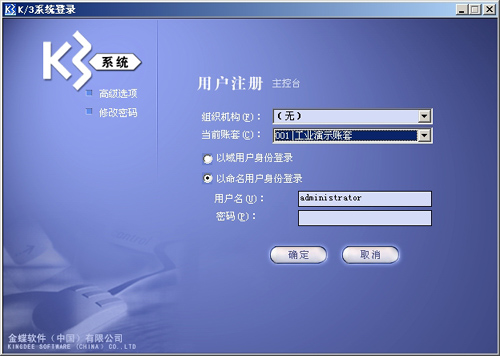 K/3系统登录
K3 系统
高级选项
修改密码
用户注册 主控台
组织机构(F)：
（无）
当前账套(C)：
001|工业演示账套
以域用户身份登录
以命名用户身份登录
用户名(U)：
administrator
密码(P)：
确定
取消
金蝶软件（中国）有限公司
KINGDEE SOFTWARE (CHINA) CO.,LTD